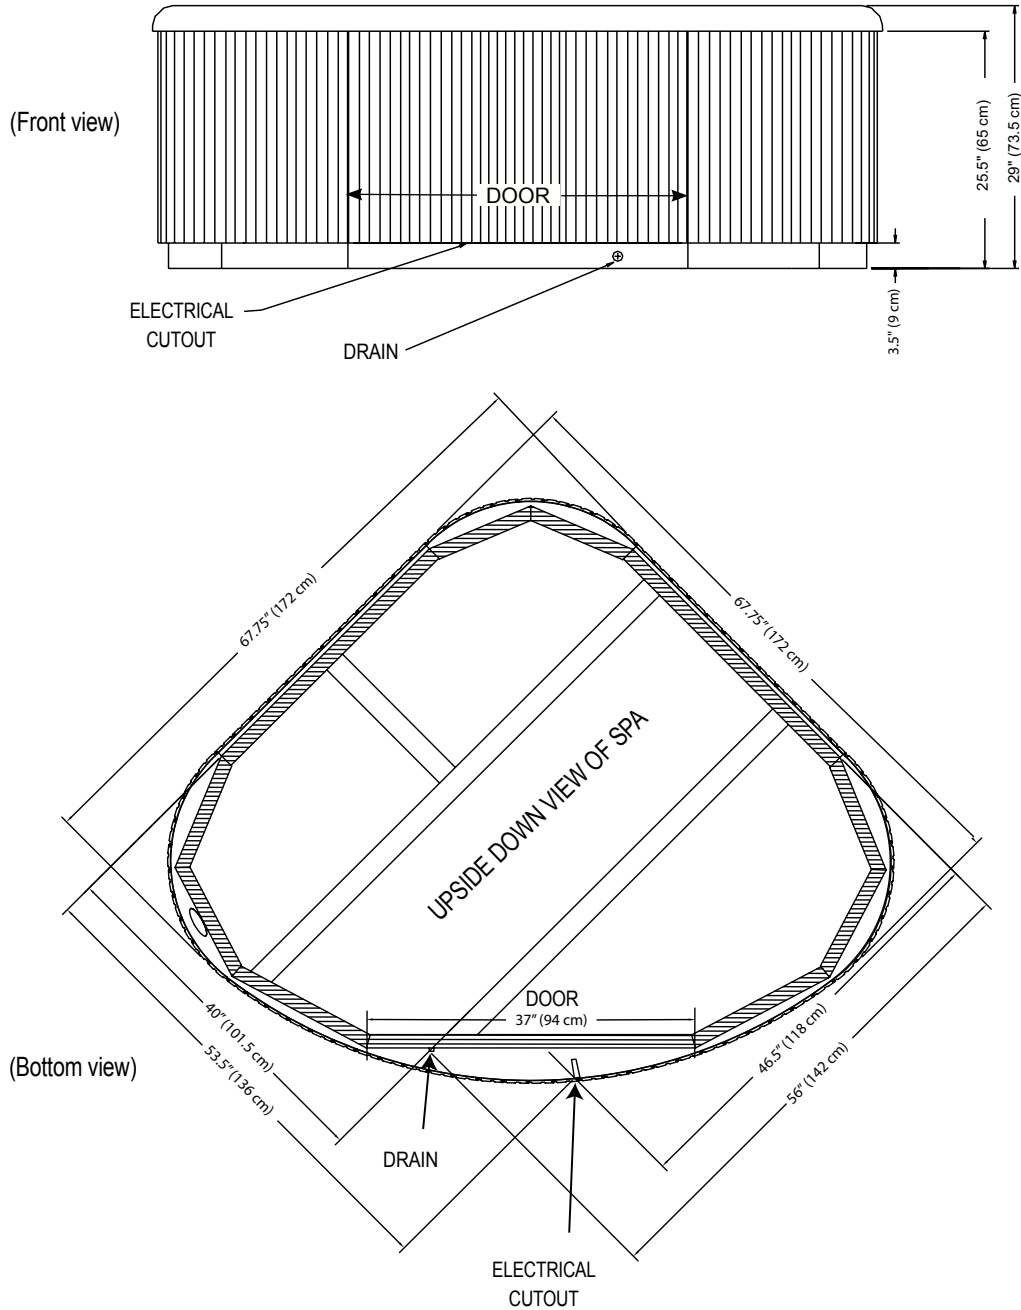 (Front view)
DOOR
25.5" (65 cm)
29" (73.5 cm)
3.5" (9 cm)
ELECTRICAL
CUTOUT
DRAIN
67.75” (172 cm)
67.75” (172 cm)
UPSIDE DOWN VIEW OF SPA
DOOR
37” (94 cm)
40” (101.5 cm)
53.5” (136 cm)
46.5” (118 cm)
56” (142 cm)
(Bottom view)
DRAIN
ELECTRICAL
CUTOUT